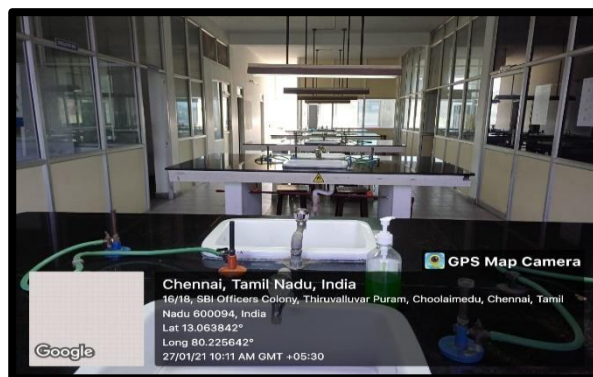 GPS Map Camera
Chennai, Tamil Nadu, India
16/18, SBI Officers Colony, Thiruvalluvar Puram, Choolaimedu, Chennai, Tamil
Nadu 600094, India
Lat 13.063842°
Long 80.225642°
27/01/21 10:11 AM GMT +05:30
Google